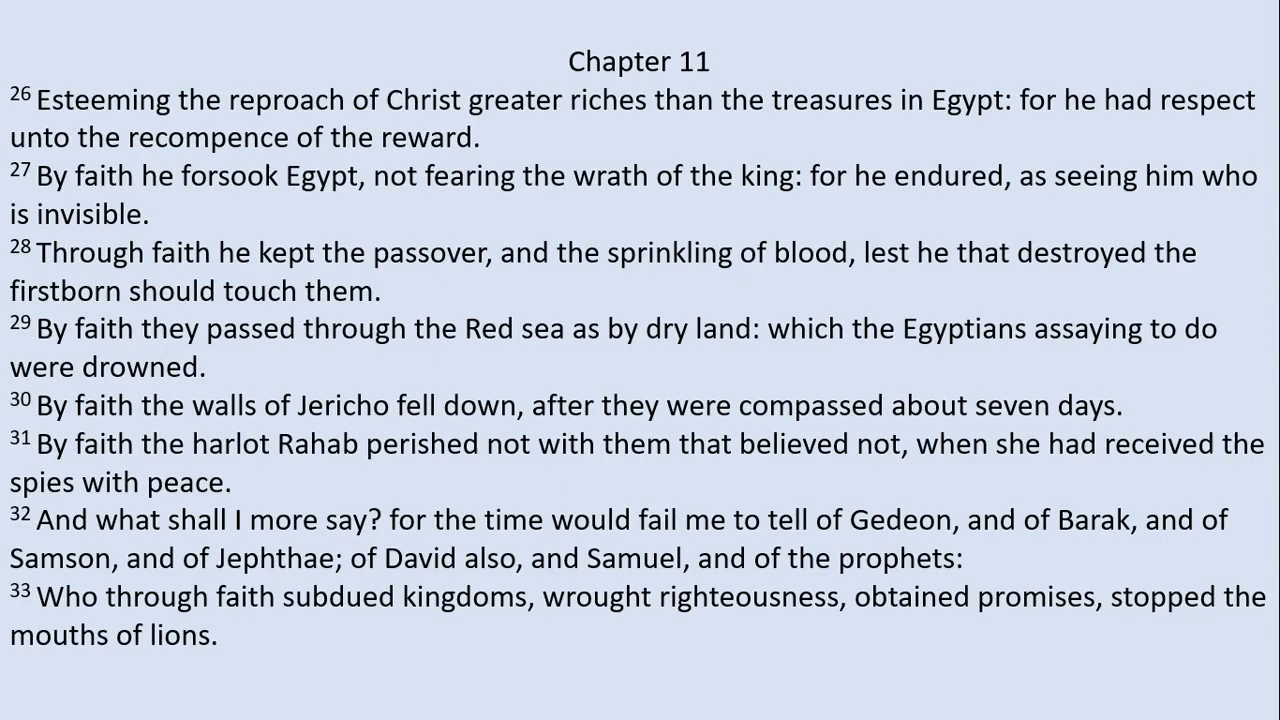 Chapter 11
26 Esteeming the reproach of Christ greater riches than the treasures in Egypt: for he had respect
unto the recompence of the reward.
27 By faith he forsook Egypt, not fearing the wrath of the king: for he endured, as seeing him who
is invisible.
28 Through faith he kept the passover, and the sprinkling of blood, lest he that destroyed the
firstborn should touch them.
29 By faith they passed through the Red sea as by dry land: which the Egyptians assaying to do
were drowned.
30 By faith the walls of Jericho fell down, after they were compassed about seven days.
31 By faith the harlot Rahab perished not with them that believed not, when she had received the
spies with peace.
32 And what shall I more say? for the time would fail me to tell of Gedeon, and of Barak, and of
Samson, and of Jephthae; of David also, and Samuel, and of the prophets:
33 Who through faith subdued kingdoms, wrought righteousness, obtained promises, stopped the
mouths of lions.